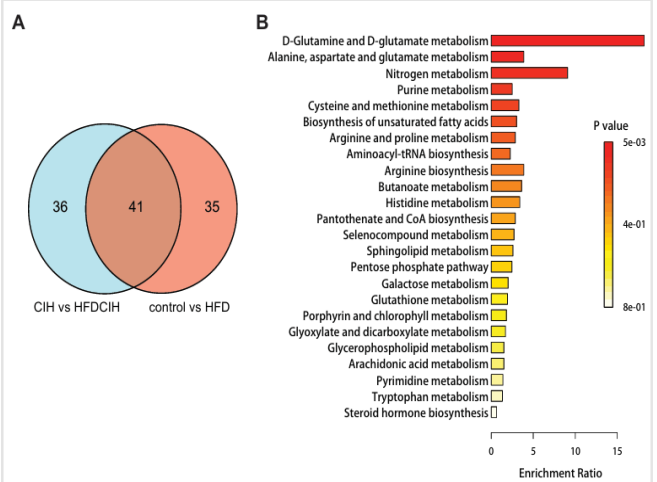 A
B
36
41
35
CIH vs HFDCIH
control vs HFD
D-Glutamine and D-glutamate metabolism
Alanine, aspartate and glutamate metabolism
Nitrogen metabolism
Purine metabolism
Cysteine and methionine metabolism
Biosynthesis of unsaturated fatty acids
Arginine and proline metabolism
Aminoacyl-tRNA biosynthesis
Arginine biosynthesis
Butanoate metabolism
Histidine metabolism
Pantothenate and CoA biosynthesis
Selenocompound metabolism
Sphingolipid metabolism
Pentose phosphate pathway
Galactose metabolism
Glutathione metabolism
Porphyrin and chlorophyll metabolism
Glyoxylate and dicarboxylate metabolism
Glycerophospholipid metabolism
Arachidonic acid metabolism
Pyrimidine metabolism
Tryptophan metabolism
Steroid hormone biosynthesis
0 5 10 15
Enrichment Ratio
P value
5e-03
4e-01
8e-01